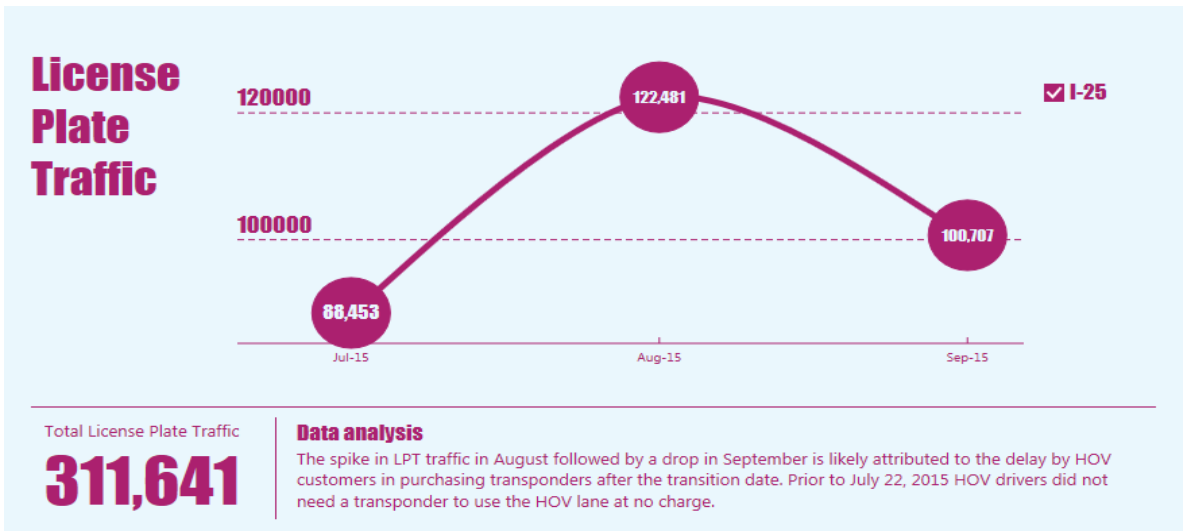 License
Plate
Traffic
120000
122,481
I-25
100000
100,707
88,453
Jul-15
Aug-15
Sep-15
Total License Plate Traffic
311,641
Data analysis
The spike in LPT traffic in August followed by a drop in September is likely attributed to the delay by HOV
customers in purchasing transponders after the transition date. Prior to July 22, 2015 HOV drivers did not
need a transponder to use the HOV lane at no charge.